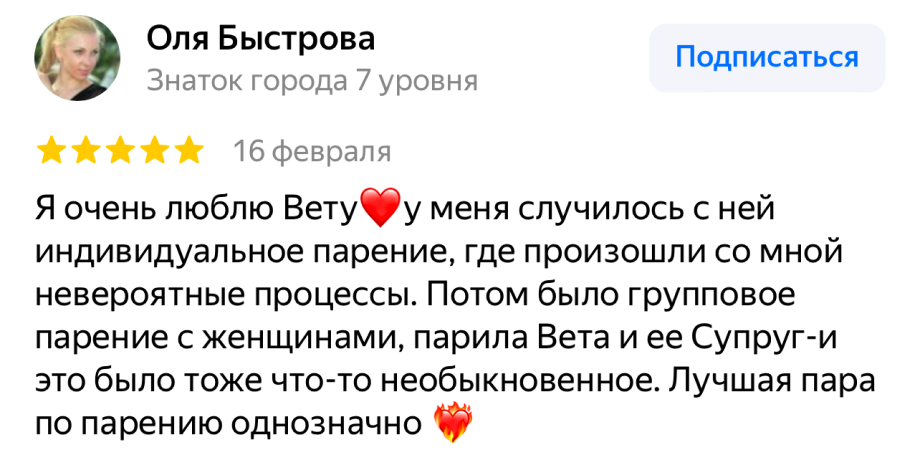 Оля Быстрова
Знаток города 7 уровня
Подписаться
16 февраля
Я очень люблю Вету❤️у меня случилось с ней
индивидуальное парение, где произошли со мной
невероятные процессы. Потом было групповое
парение с женщинами, парила Вета и ее Супруг-и
это было тоже что-то необыкновенное. Лучшая пара
по парению однозначно ❤️‍🔥